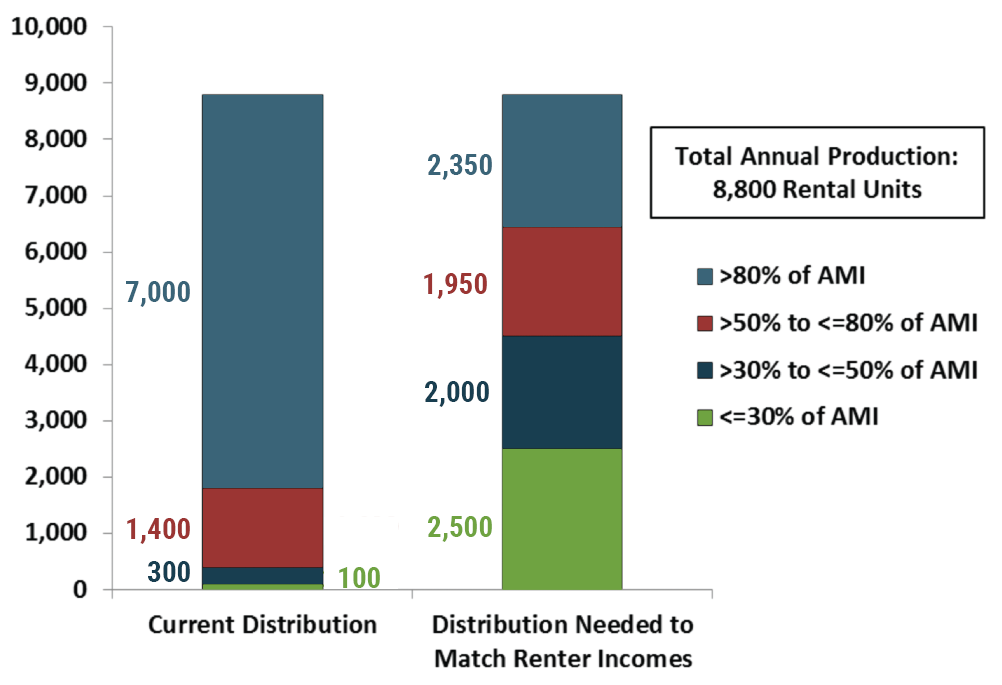 10,000
9,000
8,000
7,000
6,000
5,000
4,000
3,000
2,000
1,000
0
7,000
1,400
300
100
2,350
1,950
2,000
2,500
Current Distribution
Distribution Needed to
Match Renter Incomes
Total Annual Production:
8,800 Rental Units
>80% of AMI
>50% to <=80% of AMI
>30% to <=50% of AMI
<=30% of AMI